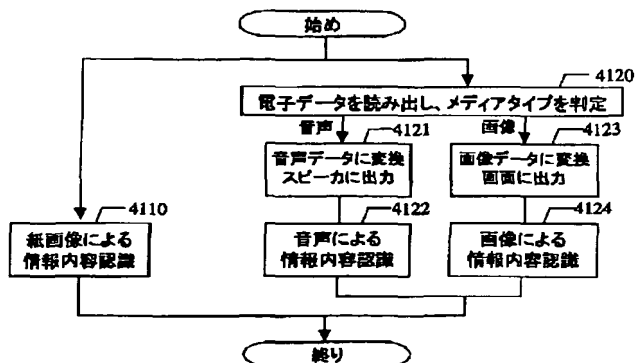 始め
4120
電子データを読み出し、メディアタイプを判定
音声
4121
画像
4123
音声データに変換
スピーカに出力
画像データに変換
画面に出力
4110
4122
4124
紙画像による
情報内容認識
音声による
情報内容認識
画像による
情報内容認識
終り